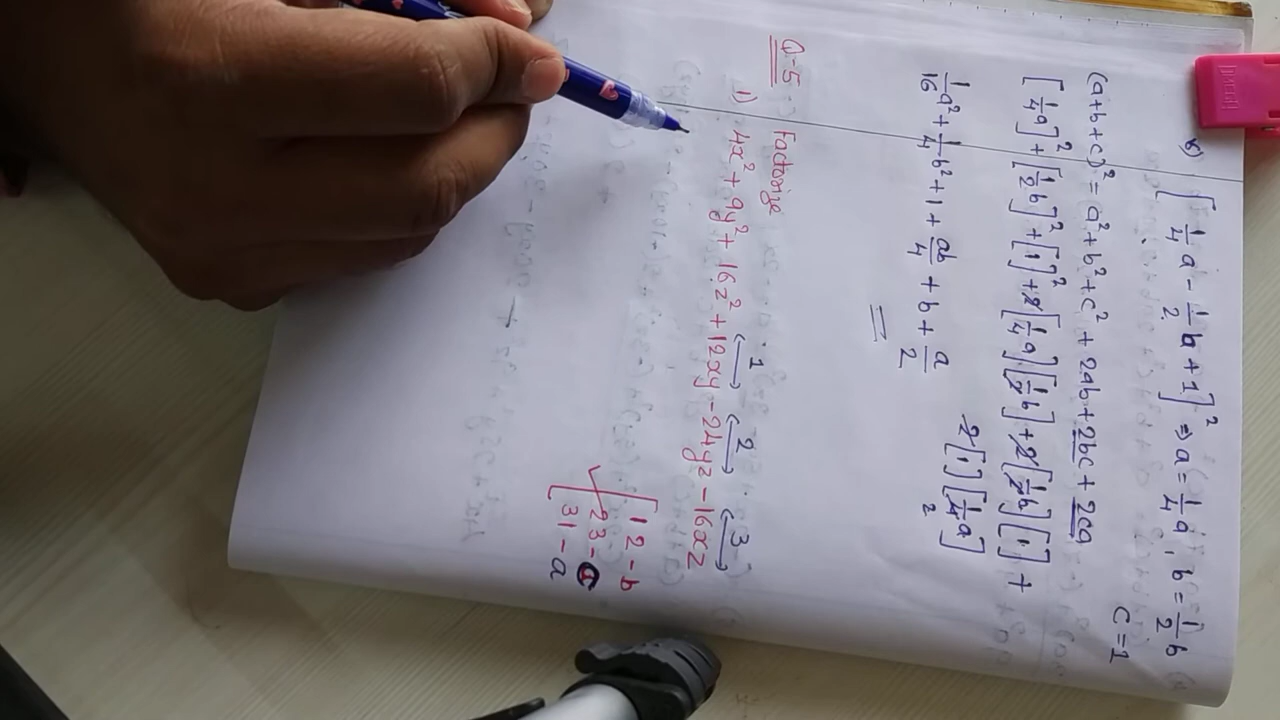 6) [1/4 a - 1/2 b + 1]² ⇒ a = 1/4 a, b = 1/2 b
c = 1
(a+b+c)² = a² + b² + c² + 2ab + 2bc + 2ca
[1/4 a]² + [1/2 b]² + [1]² + 2[1/4 a][1/2 b] + 2[1/2 b][1] +
2[1][1/4 a]
2
1/16 a² + 1/4 b² + 1 + ab/4 + b + a/2
Q-5 Factorize
1 2 3
1) 4x² + 9y² + 16z² + 12xy - 24yz - 16xz
1 2 - b
2 3 - c
3 1 - a